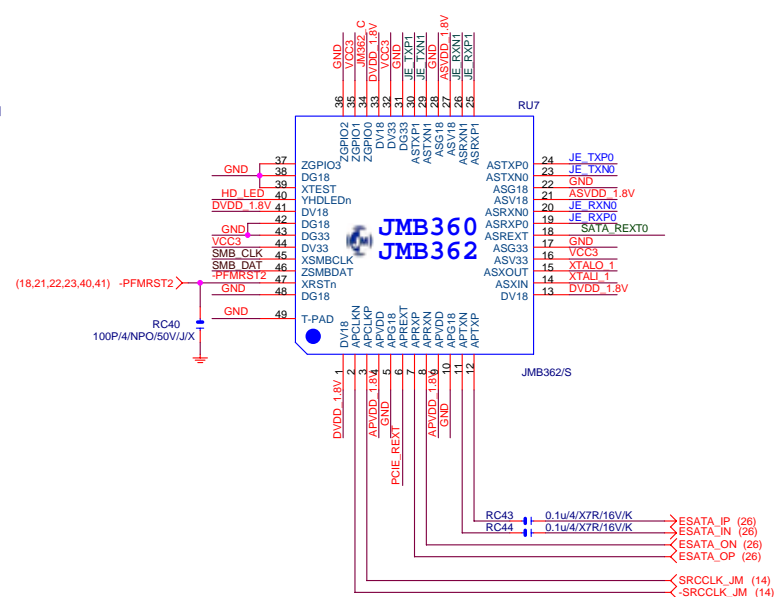 GND
VCC3
JM362_C
DVDD_1.8V
VCC3
GND
JE_TXP1
JE_TXN1
GND
ASVDD_1.8V
JE_RXN1
JE_RXP1
36
35
34
33
32
31
30
29
28
27
26
25
RU7
ZGPIO2
ZGPIO1
ZGPIO0
DV18
DV33
DG33
ASTXP1
ASTXN1
ASG18
ASV18
ASRXN1
ASRXP1
GND
37 ZGPIO3
38 DG18
39 XTEST
HD_LED 40 YHDLEDn
DVDD_1.8V 41 DV18
42 DG18
GND 43 DG33
VCC3 44 DV33
SMB_CLK 45 XSMBCLK
SMB_DAT 46 ZSMBDAT
-PFMRST2 47 XRSTn
GND 48 DG18
GND 49 T-PAD
ASTXP0 24 JE_TXP0
ASTXN0 23 JE_TXN0
ASG18 22 GND
ASV18 21 ASVDD_1.8V
ASRXN0 20 JE_RXN0
ASRXP0 19 JE_RXP0
ASREXT 18 SATA_REXT0
ASG33 17 GND
ASV33 16 VCC3
ASXOUT 15 XTALO_1
ASXIN 14 XTALI_1
DV18 13 DVDD_1.8V
JMB360
JMB362
(18,21,22,23,40,41) -PFMRST2
RC40
100P/4/NPO/50V/J/X
DV18
APCLKN
APCLKP
APVDD
APG18
APREXT
APRXP
APRXN
APVDD
APG18
APTXN
APTXP
JMB362/S
1
2
3
4
5
6
7
8
9
10
11
12
DVDD_1.8V
APVDD_1.8V
GND
PCIE_REXT
APVDD_1.8V
GND
RC43 0.1u/4/X7R/16V/K ESATA_IP (26)
RC44 0.1u/4/X7R/16V/K ESATA_IN (26)
ESATA_ON (26)
ESATA_OP (26)
SRCCLK_JM (14)
-SRCCLK_JM (14)